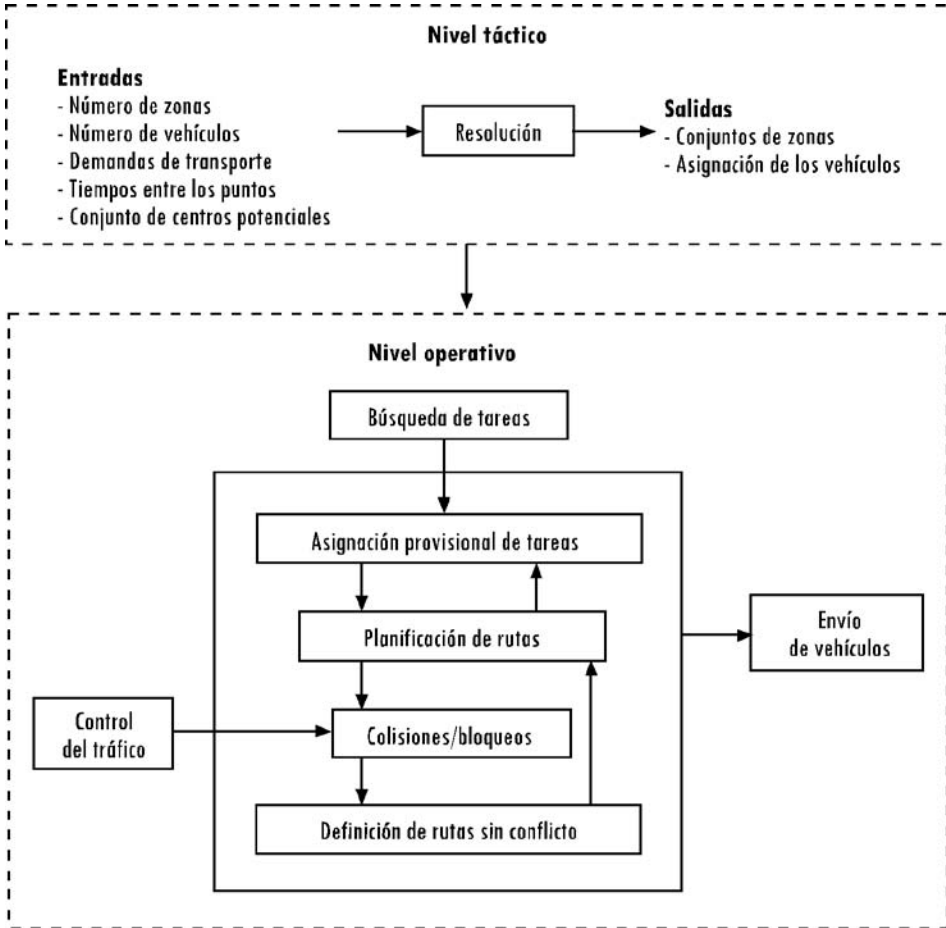 Nivel táctico
Entradas
- Número de zonas
- Número de vehículos
- Demandas de transporte
- Tiempos entre los puntos
- Conjunto de centros potenciales
Resolución
Salidas
- Conjuntos de zonas
- Asignación de los vehículos
Nivel operativo
Búsqueda de tareas
Asignación provisional de tareas
Planificación de rutas
Envío
de vehículos
Control
del tráfico
Colisiones/bloqueos
Definición de rutas sin conflicto